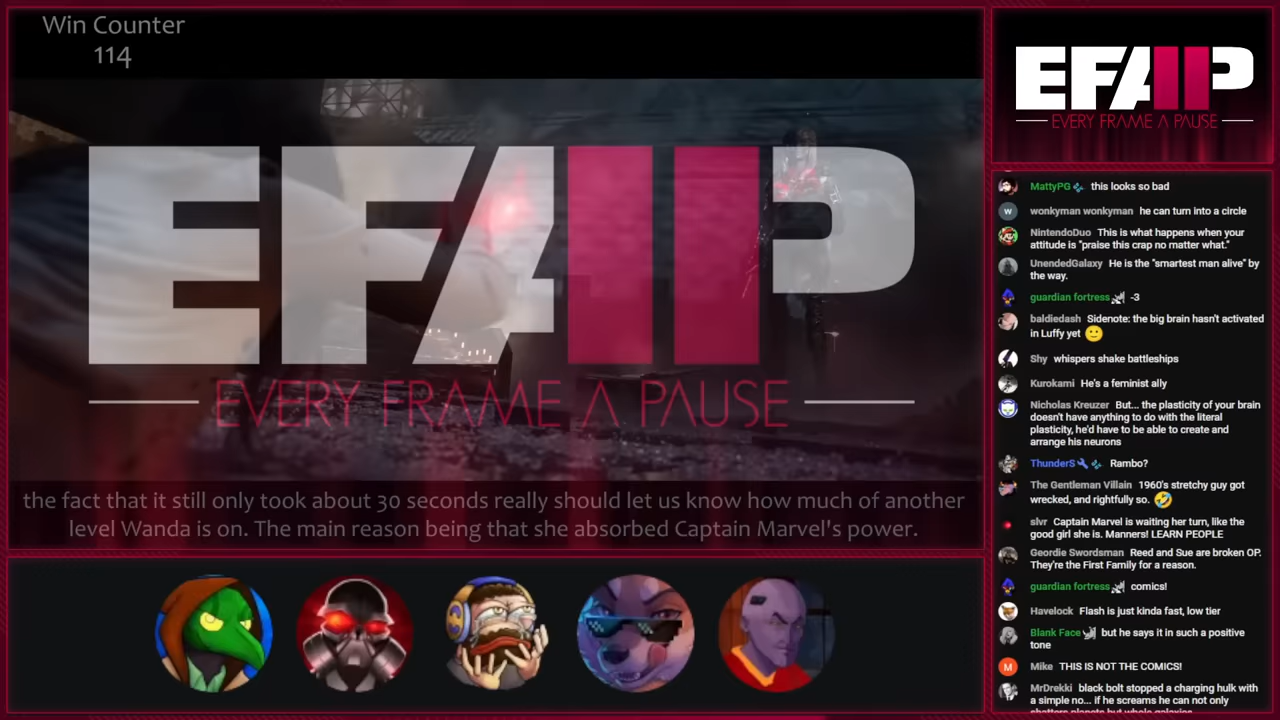 Win Counter
114
EFAP
EVERY FRAME A PAUSE
the fact that it still only took about 30 seconds really should let us know how much of another
level Wanda is on. The main reason being that she absorbed Captain Marvel's power.
EFAP
EVERY FRAME A PAUSE
MattyPG this looks so bad
W
wonkyman wonkyman he can turn into a circle
NintendoDuo This is what happens when your
attitude is "praise this crap no matter what."
UnendedGalaxy He is the "smartest man alive" by
the way.
guardian fortress -3
baldiedash Sidenote: the big brain hasn't activated
in Luffy yet 🙂
Shy whispers shake battleships
Kurokami He's a feminist ally
Nicholas Kreuzer But... the plasticity of your brain
doesn't have anything to do with the literal
plasticity, he'd have to be able to create and
arrange his neurons
ThunderS Rambo?
The Gentleman Villain 1960's stretchy guy got
wrecked, and rightfully so. 🤣
slvr Captain Marvel is waiting her turn, like the
good girl she is. Manners! LEARN PEOPLE
Geordie Swordsman Reed and Sue are broken OP.
They're the First Family for a reason.
guardian fortress comics!
Havelock Flash is just kinda fast, low tier
Blank Face but he says it in such a positive
tone
M
Mike THIS IS NOT THE COMICS!
MrDrekki black bolt stopped a charging hulk with
a simple no... if he screams he can not only
shatters planets but whole galaxies